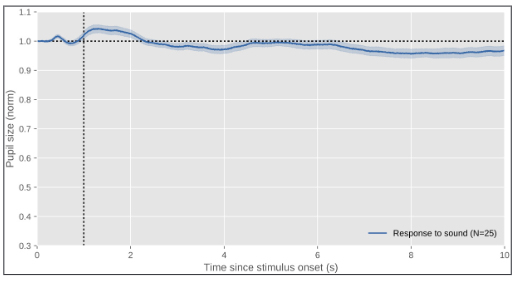 1.1
1.0
0.9
0.8
0.7
0.6
0.5
0.4
0.3
Pupil size (norm)
Response to sound (N=25)
0 2 4 6 8 10
Time since stimulus onset (s)